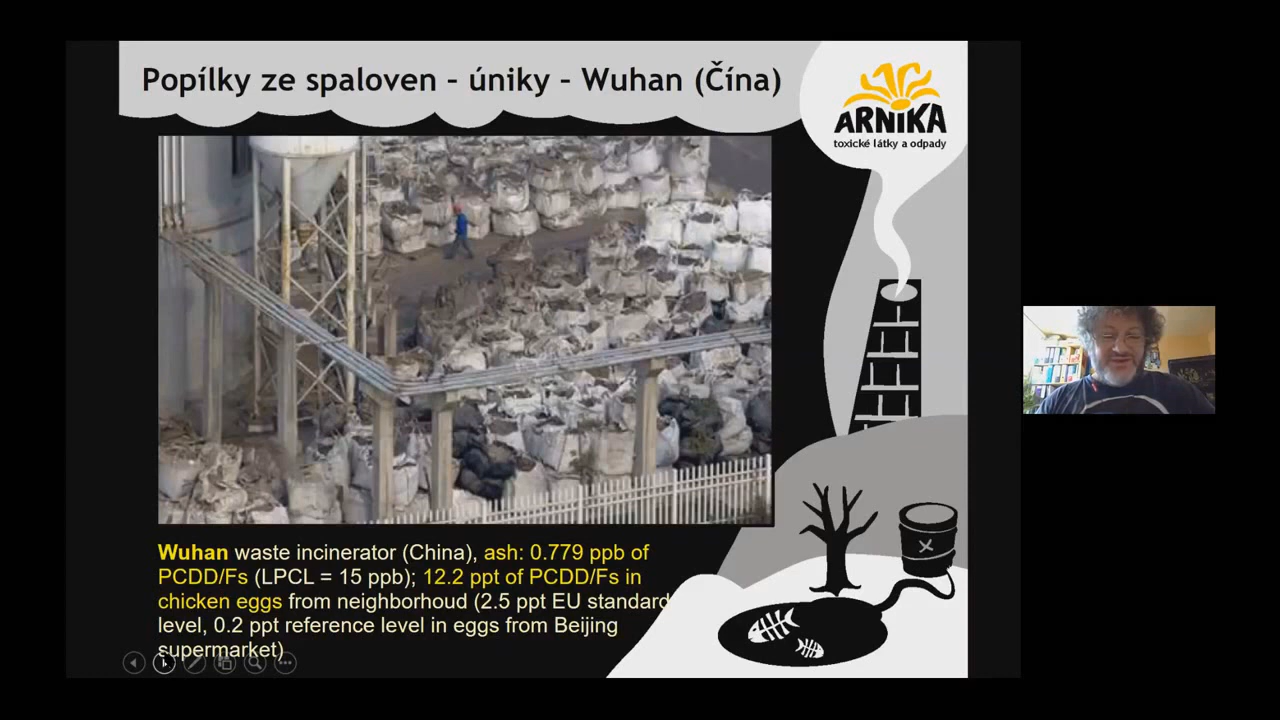 Popílky ze spaloven - úniky - Wuhan (Čína)
ARNIKA
toxické látky a odpady
Wuhan waste incinerator (China), ash: 0.779 ppb of
PCDD/Fs (LPCL = 15 ppb); 12.2 ppt of PCDD/Fs in
chicken eggs from neighborhoud (2.5 ppt EU standard
level, 0.2 ppt reference level in eggs from Beijing
supermarket)